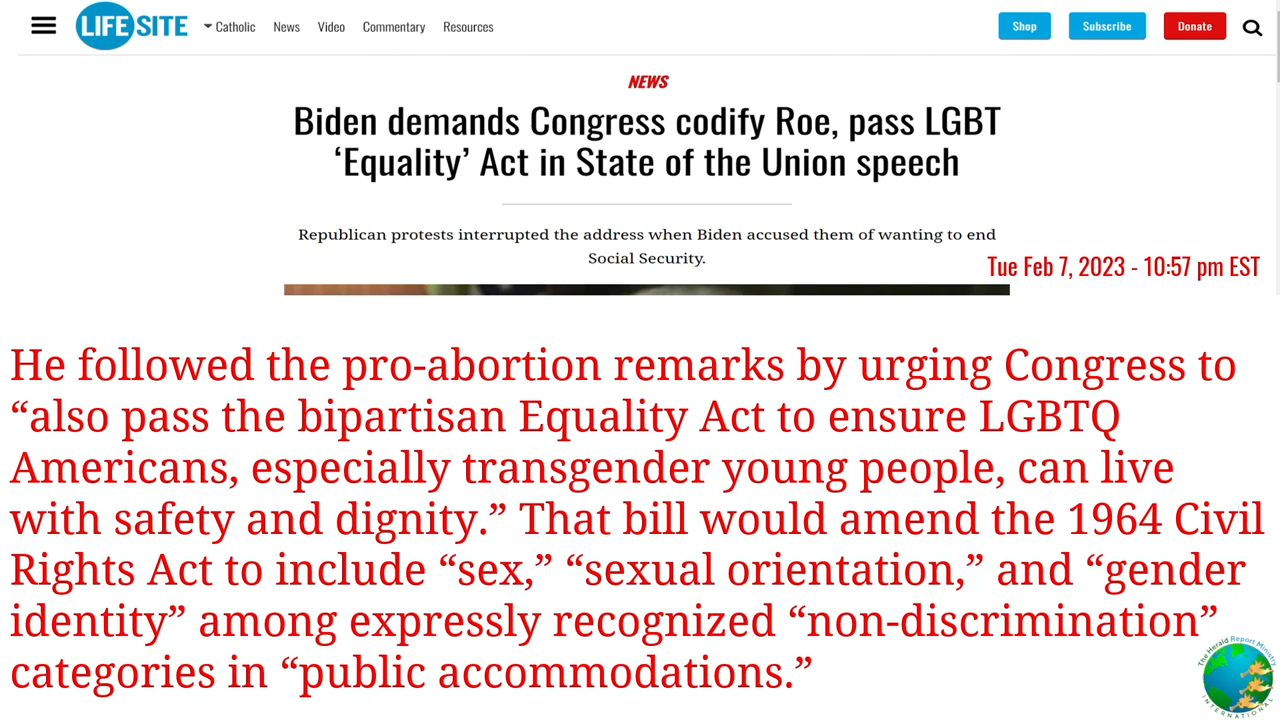 LIFE SITE
Catholic News Video Commentary Resources
Shop Subscribe Donate
NEWS
Biden demands Congress codify Roe, pass LGBT
‘Equality’ Act in State of the Union speech
Republican protests interrupted the address when Biden accused them of wanting to end
Social Security.
Tue Feb 7, 2023 - 10:57 pm EST
He followed the pro-abortion remarks by urging Congress to
“also pass the bipartisan Equality Act to ensure LGBTQ
Americans, especially transgender young people, can live
with safety and dignity.” That bill would amend the 1964 Civil
Rights Act to include “sex,” “sexual orientation,” and “gender
identity” among expressly recognized “non-discrimination”
categories in “public accommodations.”
The Herald Report Ministry
INTERNATIONAL